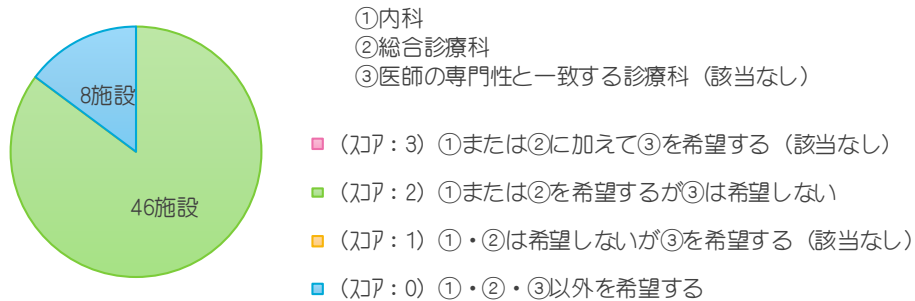 ①内科
②総合診療科
③医師の専門性と一致する診療科（該当なし）
8施設
46施設
（ｽｺｱ：3）①または②に加えて③を希望する（該当なし）
（ｽｺｱ：2）①または②を希望するが③は希望しない
（ｽｺｱ：1）①・②は希望しないが③を希望する（該当なし）
（ｽｺｱ：0）①・②・③以外を希望する